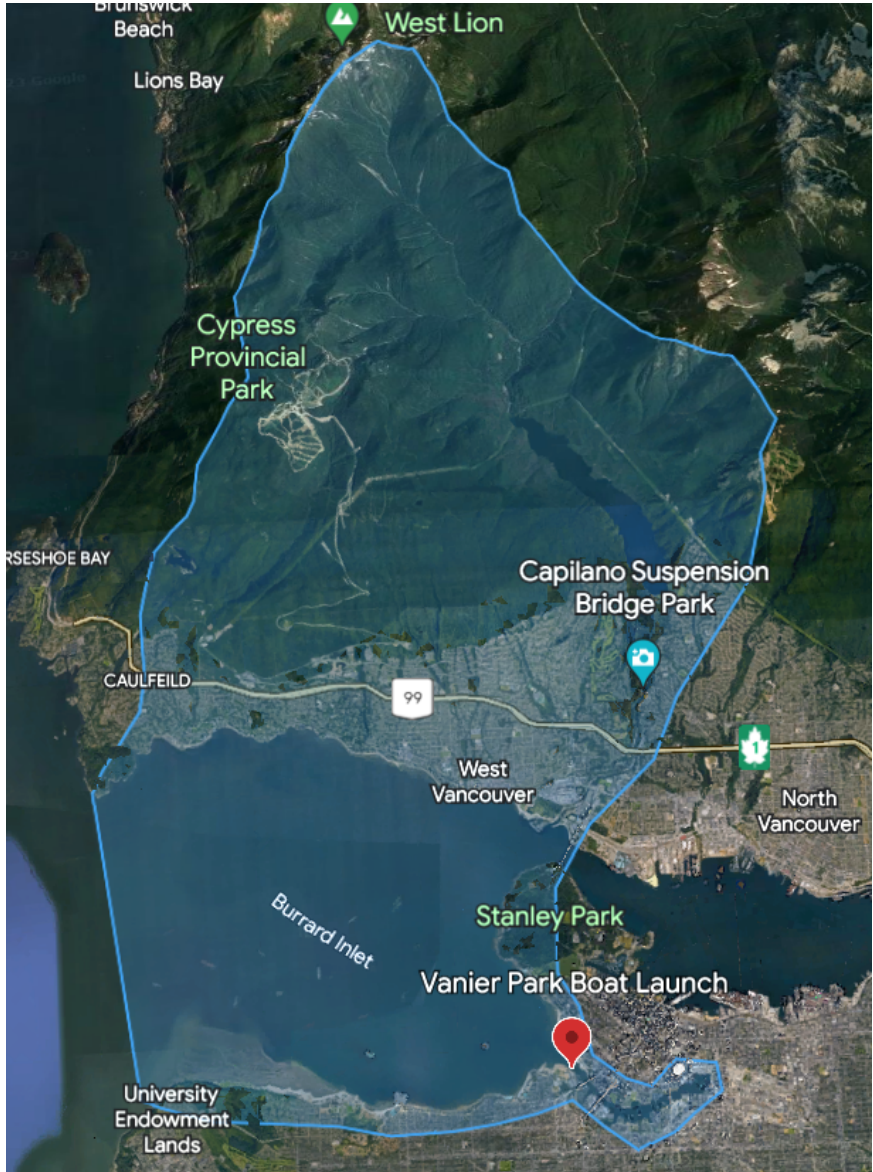 Brunswick
Beach
West Lion
Lions Bay
Cypress
Provincial
Park
RSESHOE BAY
Capilano Suspension
Bridge Park
CAULFEILD
99
1
West
Vancouver
North
Vancouver
Stanley Park
Burrard Inlet
Vanier Park Boat Launch
University
Endowment
Lands